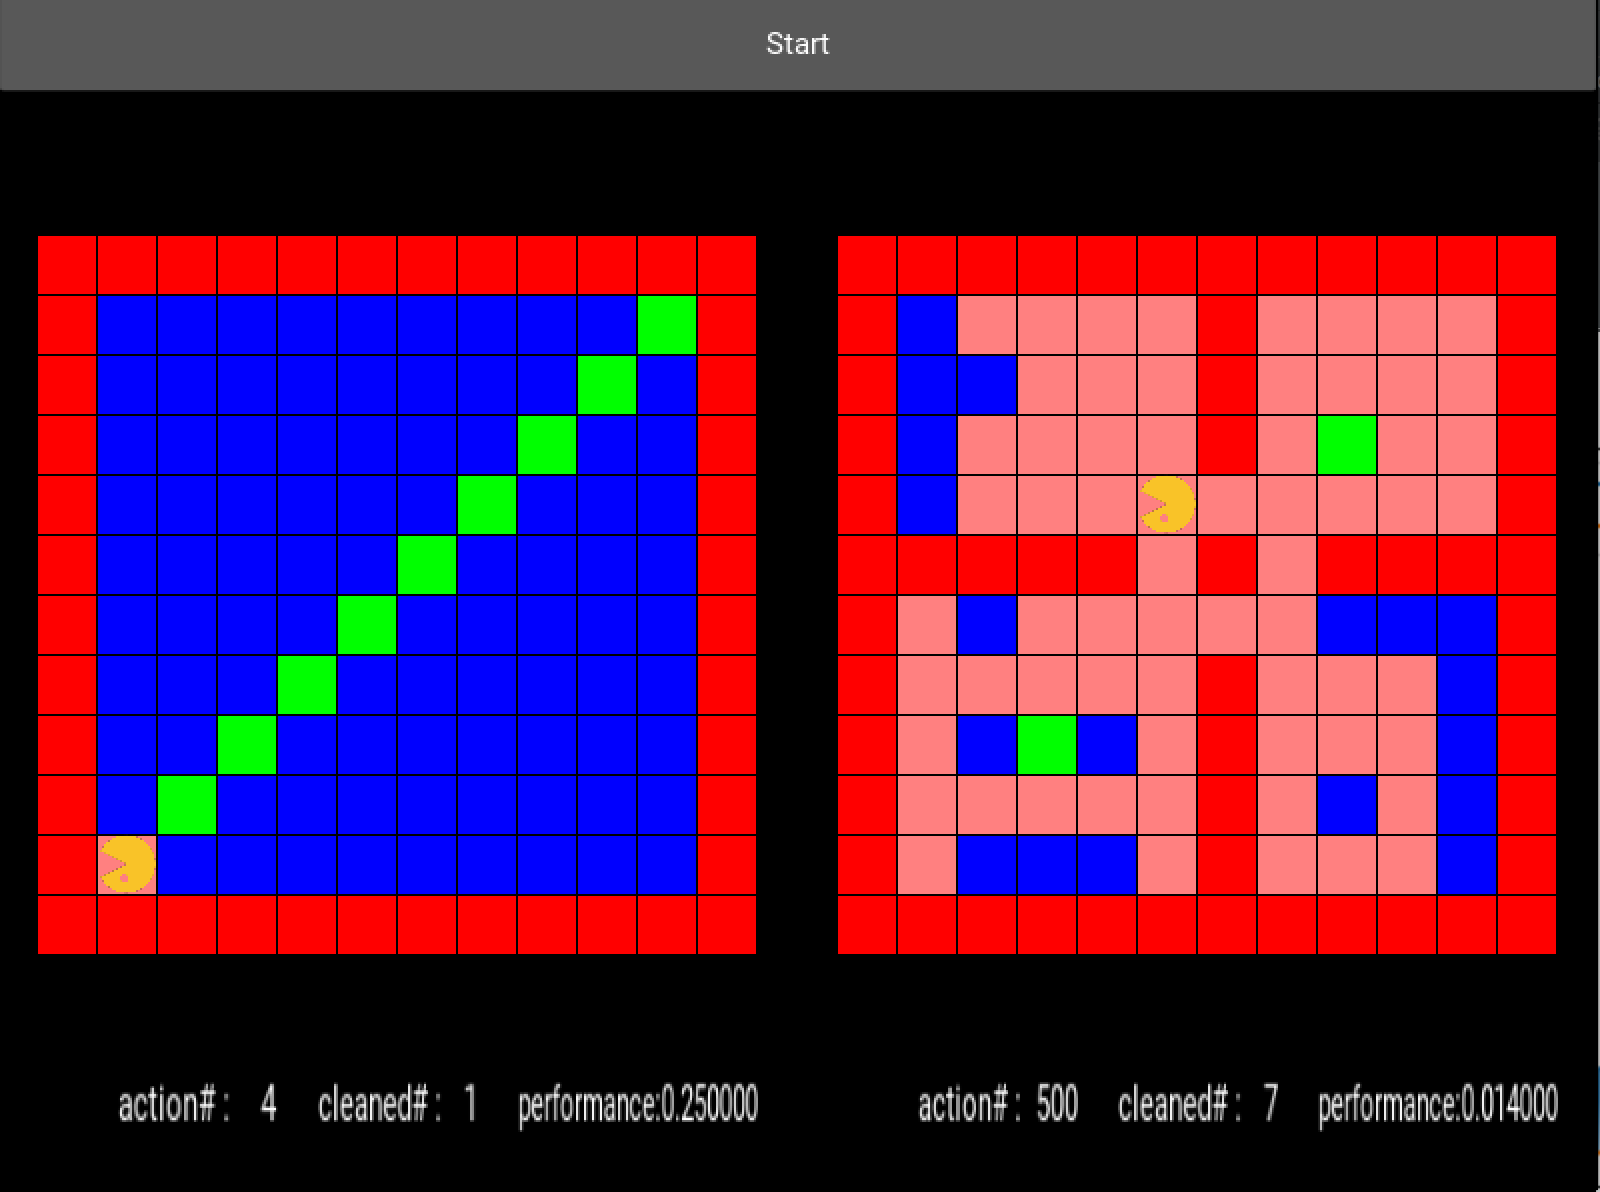 Start
action# : 4 cleaned# : 1 performance:0.250000
action# : 500 cleaned# : 7 performance:0.014000